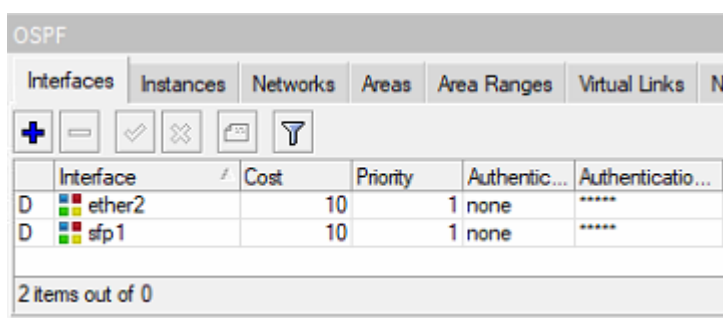 OSPF
Interfaces Instances Networks Areas Area Ranges Virtual Links N
Interface Cost Priority Authentic... Authenticatio...
D ether2 10 1 none *****
D sfp1 10 1 none *****
2 items out of 0